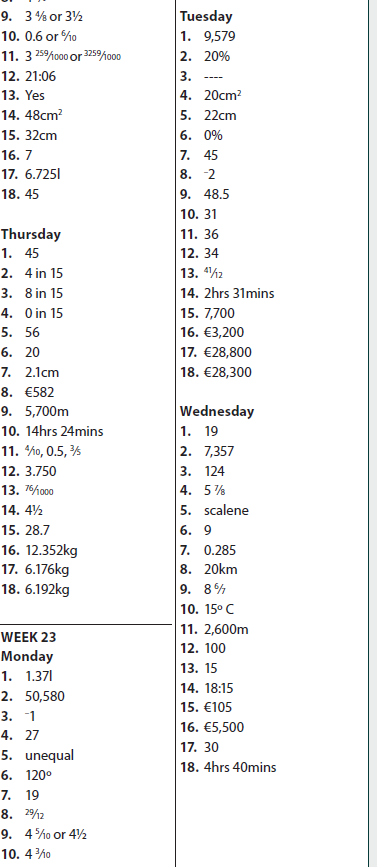 9. 3 4/8 or 3½
10. 0.6 or 6/10
11. 3 259/1000 or 3259/1000
12. 21:06
13. Yes
14. 48cm²
15. 32cm
16. 7
17. 6.725l
18. 45
Thursday
1. 45
2. 4 in 15
3. 8 in 15
4. 0 in 15
5. 56
6. 20
7. 2.1cm
8. €582
9. 5,700m
10. 14hrs 24mins
11. 4/10, 0.5, 3/5
12. 3.750
13. 76/1000
14. 4½
15. 28.7
16. 12.352kg
17. 6.176kg
18. 6.192kg
WEEK 23
Monday
1. 1.37l
2. 50,580
3. ⁻1
4. 27
5. unequal
6. 120º
7. 19
8. 29/12
9. 4 5/10 or 4½
10. 4 3/10
Tuesday
1. 9,579
2. 20%
3. ----
4. 20cm²
5. 22cm
6. 0%
7. 45
8. ⁻2
9. 48.5
10. 31
11. 36
12. 34
13. 41/12
14. 2hrs 31mins
15. 7,700
16. €3,200
17. €28,800
18. €28,300
Wednesday
1. 19
2. 7,357
3. 124
4. 5 7/8
5. scalene
6. 9
7. 0.285
8. 20km
9. 8 6/7
10. 15º C
11. 2,600m
12. 100
13. 15
14. 18:15
15. €105
16. €5,500
17. 30
18. 4hrs 40mins